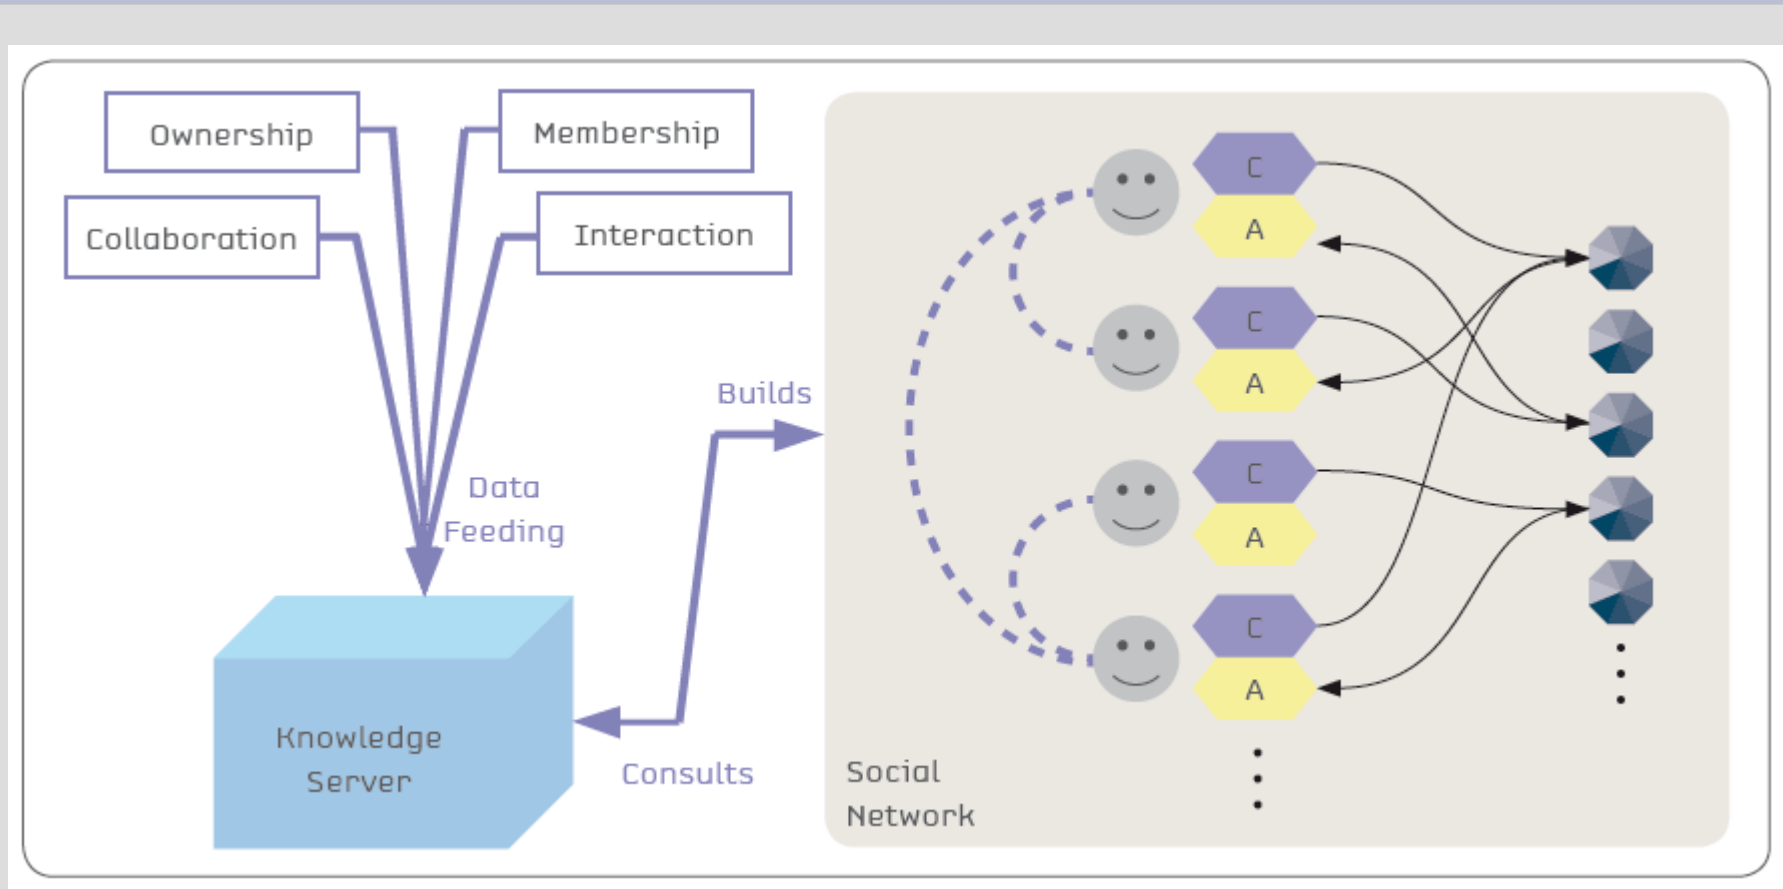 Ownership
Membership
Collaboration
Interaction
Data
Feeding
Builds
Consults
Knowledge
Server
C
A
C
A
C
A
C
A
Social
Network